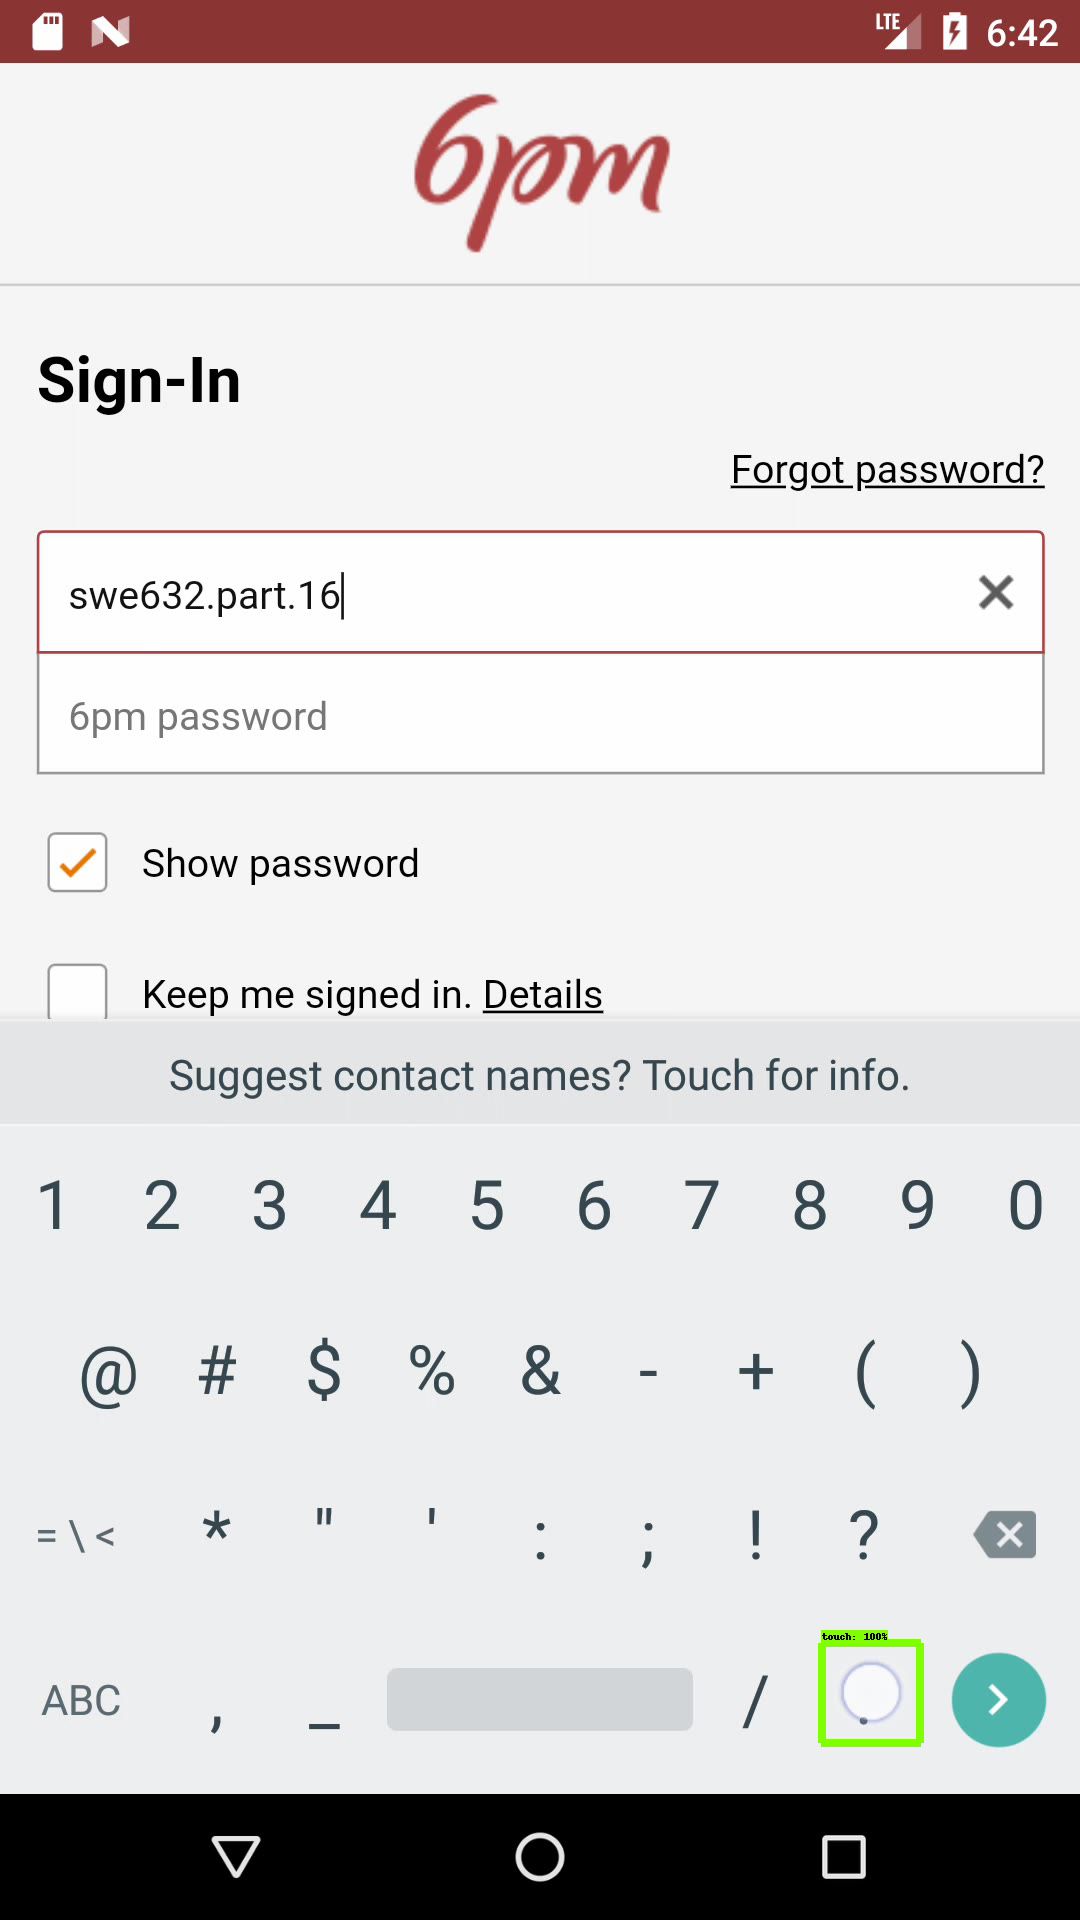 LTE 6:42
6pm
Sign-In
Forgot password?
swe632.part.16
6pm password
Show password
Keep me signed in. Details
Suggest contact names? Touch for info.
1 2 3 4 5 6 7 8 9 0
@ # $ % & - + ( )
= \ < * " ' : ; ! ?
touch: 100%
ABC , _ / .